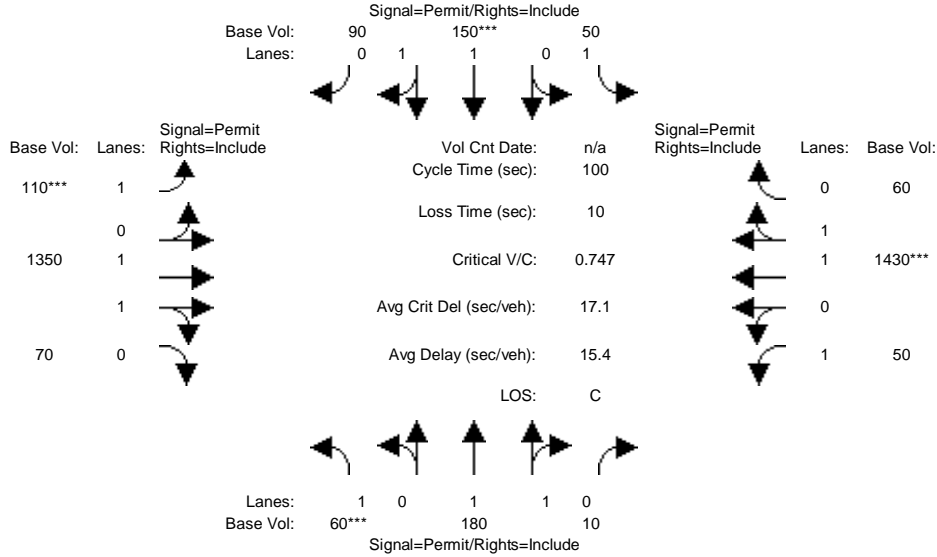 Signal=Permit/Rights=Include
Base Vol: 90 150*** 50
Lanes: 0 1 1 0 1
Signal=Permit
Rights=Include
Base Vol: Lanes:
110*** 1
0
1350 1
1
70 0
Vol Cnt Date: n/a
Cycle Time (sec): 100
Loss Time (sec): 10
Critical V/C: 0.747
Avg Crit Del (sec/veh): 17.1
Avg Delay (sec/veh): 15.4
LOS: C
Signal=Permit
Rights=Include
Lanes: Base Vol:
0 60
1
1 1430***
0
1 50
Lanes: 1 0 1 1 0
Base Vol: 60*** 180 10
Signal=Permit/Rights=Include